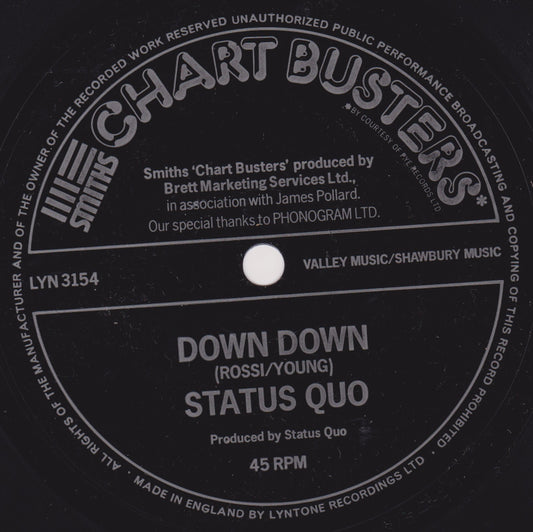 ALL RIGHTS OF THE MANUFACTURER AND OF THE OWNER OF THE RECORDED WORK RESERVED UNAUTHORIZED PUBLIC PERFORMANCE BROADCASTING AND COPYING OF THIS RECORD PROHIBITED .
SMITHS
CHART BUSTERS*
*BY COURTESY OF PYE RECORDS LTD
Smiths 'Chart Busters' produced by
Brett Marketing Services Ltd.,
in association with James Pollard.
Our special thanks to PHONOGRAM LTD.
LYN 3154
VALLEY MUSIC/SHAWBURY MUSIC
DOWN DOWN
(ROSSI/YOUNG)
STATUS QUO
Produced by Status Quo
45 RPM
MADE IN ENGLAND BY LYNTONE RECORDINGS LTD